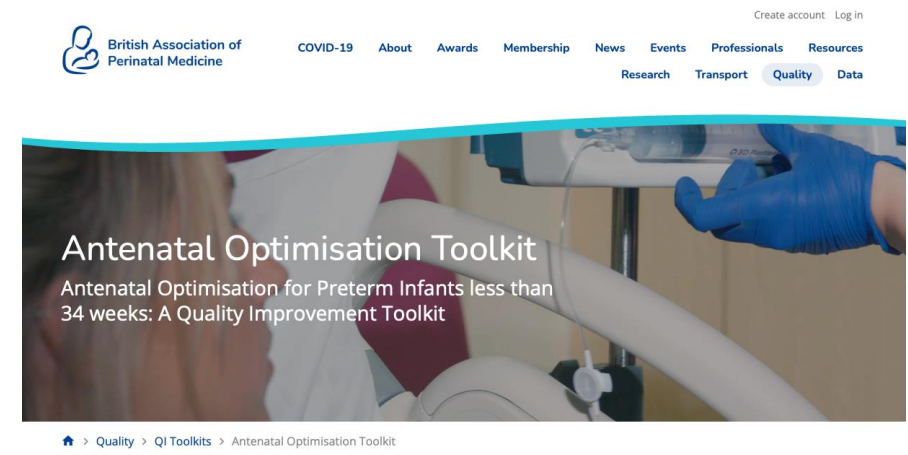 Create account Log in
British Association of
Perinatal Medicine
COVID-19 About Awards Membership News Events Professionals Resources
Research Transport Quality Data
Antenatal Optimisation Toolkit
Antenatal Optimisation for Preterm Infants less than
34 weeks: A Quality Improvement Toolkit
> Quality > QI Toolkits > Antenatal Optimisation Toolkit